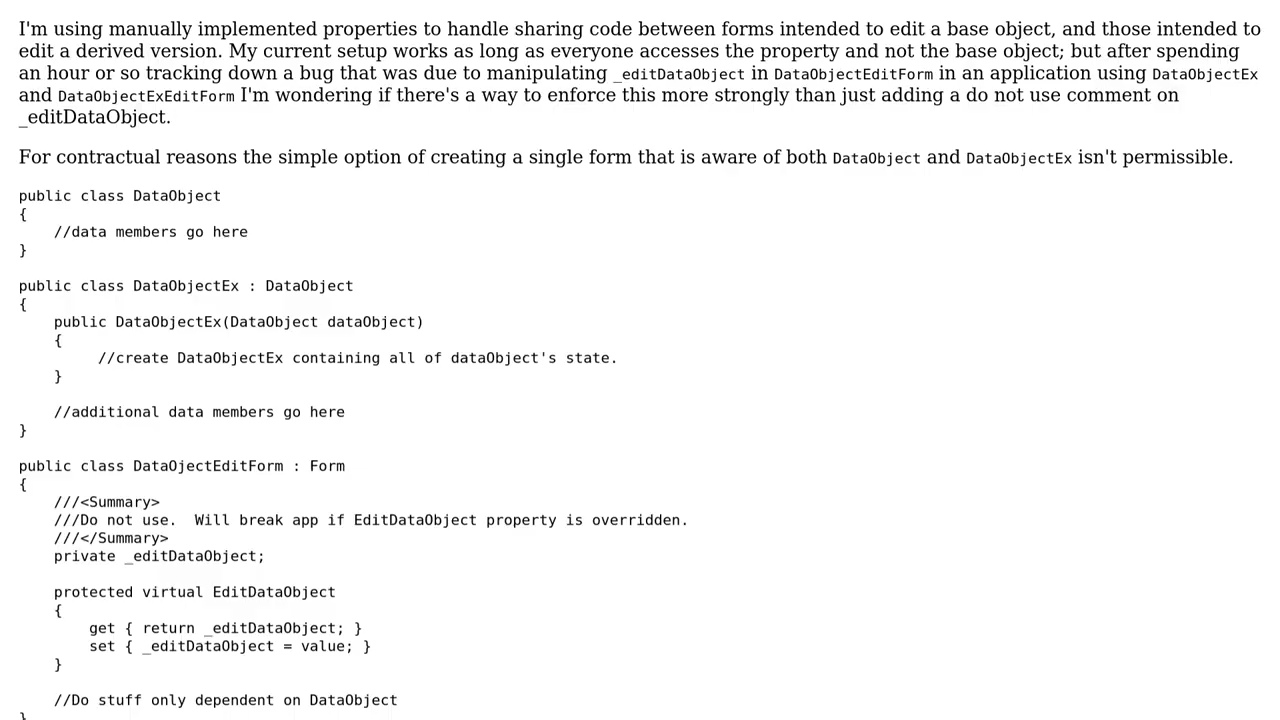 I'm using manually implemented properties to handle sharing code between forms intended to edit a base object, and those intended to
edit a derived version. My current setup works as long as everyone accesses the property and not the base object; but after spending
an hour or so tracking down a bug that was due to manipulating _editDataObject in DataObjectEditForm in an application using DataObjectEx
and DataObjectExEditForm I'm wondering if there's a way to enforce this more strongly than just adding a do not use comment on
_editDataObject.
For contractual reasons the simple option of creating a single form that is aware of both DataObject and DataObjectEx isn't permissible.
public class DataObject
{
    //data members go here
}
public class DataObjectEx : DataObject
{
    public DataObjectEx(DataObject dataObject)
    {
         //create DataObjectEx containing all of dataObject's state.
    }
    //additional data members go here
}
public class DataOjectEditForm : Form
{
    ///<Summary>
    ///Do not use.  Will break app if EditDataObject property is overridden.
    ///</Summary>
    private _editDataObject;
    protected virtual EditDataObject
    {
        get { return _editDataObject; }
        set { _editDataObject = value; }
    }
    //Do stuff only dependent on DataObject
}